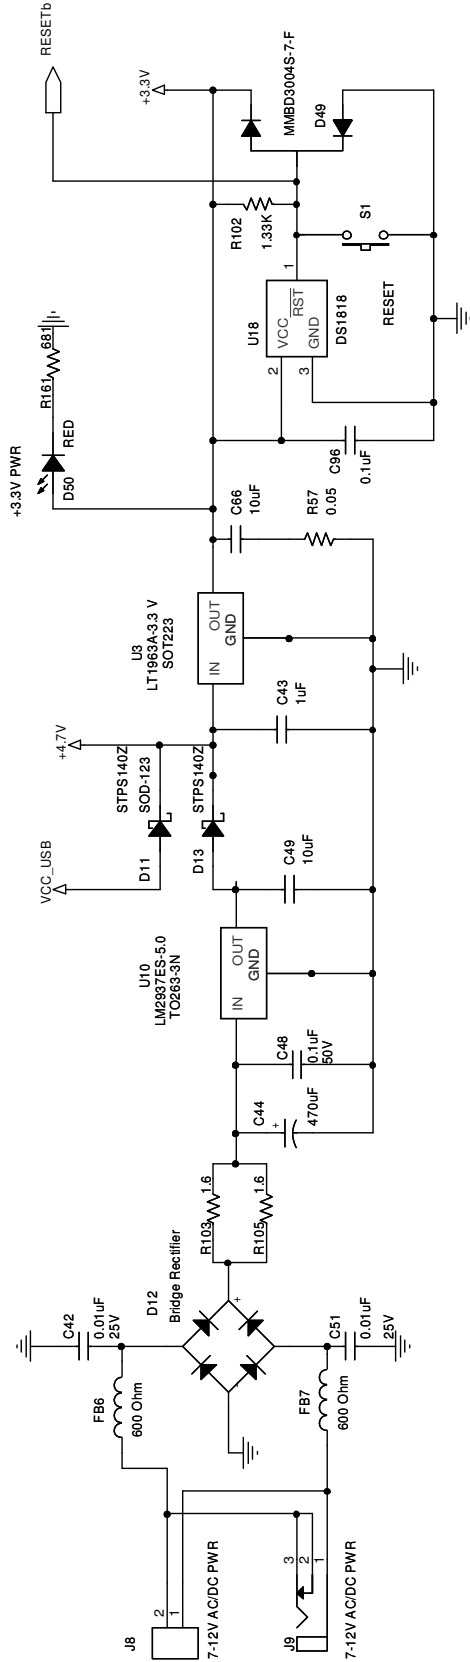 J8
2
1
7-12V AC/DC PWR
J9
3
2
1
7-12V AC/DC PWR
FB6
600 Ohm
FB7
600 Ohm
C42
0.01uF
25V
C51
0.01uF
25V
D12
Bridge Rectifier
+
-
R103
1.6
R105
1.6
C44
+
470uF
C48
0.1uF
50V
U10
LM2937ES-5.0
TO263-3N
IN
OUT
GND
C49
10uF
VCC_USB
D11
STPS140Z
SOD-123
D13
STPS140Z
+4.7V
C43
1uF
U3
LT1963A-3.3 V
SOT223
IN
OUT
GND
C66
10uF
R57
0.05
+3.3V PWR
D50
RED
R161
681
C96
0.1uF
U18
2
3
1
VCC
RST
GND
DS1818
RESET
S1
R102
1.33K
MMBD3004S-7-F
D49
+3.3V
RESETb